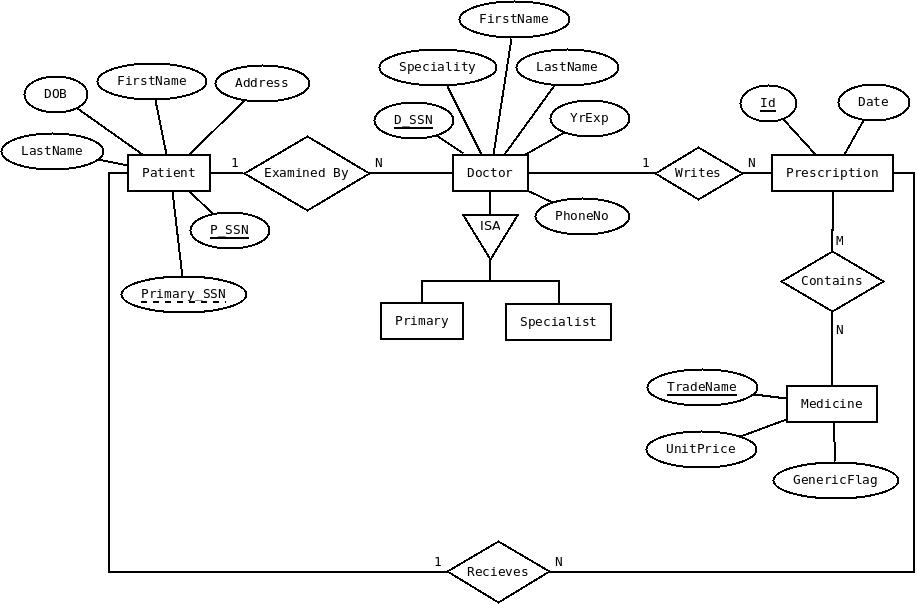 FirstName
Speciality
LastName
DOB
FirstName
Address
D_SSN
YrExp
Id
Date
LastName
Patient
1
Examined By
N
Doctor
1
Writes
N
Prescription
P_SSN
PhoneNo
ISA
M
Contains
N
Primary_SSN
Primary
Specialist
TradeName
Medicine
UnitPrice
GenericFlag
1
Recieves
N